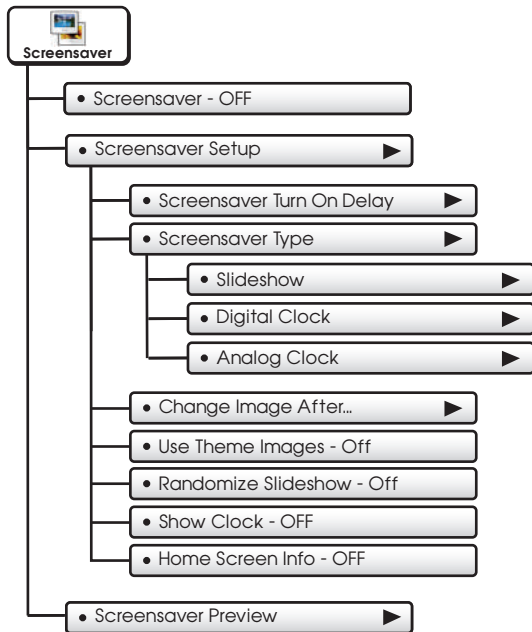 Screensaver
• Screensaver - OFF
• Screensaver Setup
• Screensaver Turn On Delay
• Screensaver Type
• Slideshow
• Digital Clock
• Analog Clock
• Change Image After...
• Use Theme Images - Off
• Randomize Slideshow - Off
• Show Clock - OFF
• Home Screen Info - OFF
• Screensaver Preview